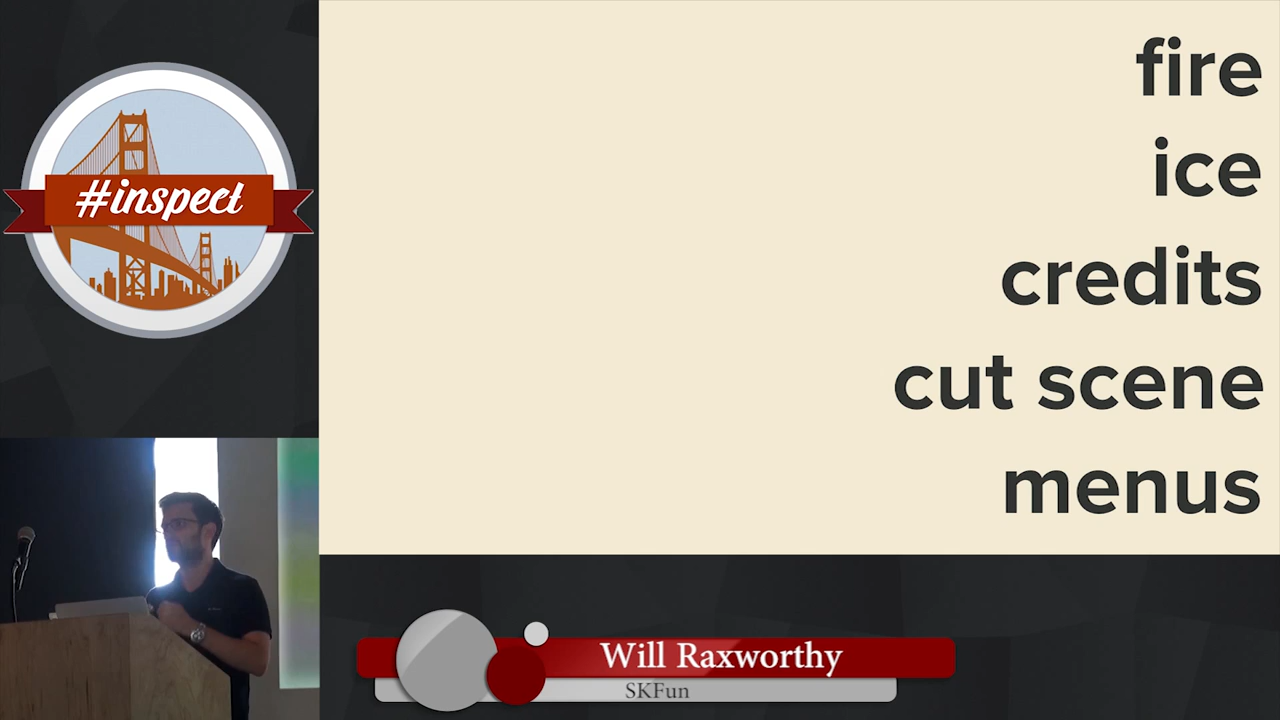 #inspect
fire
ice
credits
cut scene
menus
Will Raxworthy
SKFun